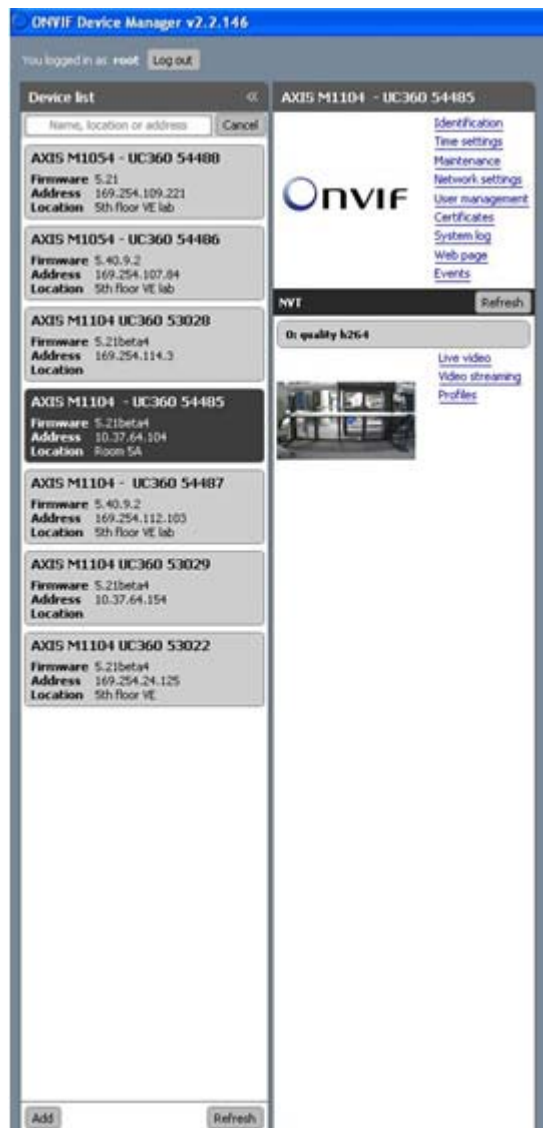 ONVIF Device Manager v2.2.146
You logged in as: root Log out
Device list «
Name, location or address Cancel
AXIS M1054 - UC360 54488
Firmware 5.21
Address 169.254.109.221
Location 5th floor VE lab
AXIS M1054 - UC360 54486
Firmware 5.40.9.2
Address 169.254.107.84
Location 5th floor VE lab
AXIS M1104 UC360 53028
Firmware 5.21beta4
Address 169.254.114.3
Location
AXIS M1104 - UC360 54485
Firmware 5.21beta4
Address 10.37.64.104
Location Room 5A
AXIS M1104 - UC360 54487
Firmware 5.40.9.2
Address 169.254.112.103
Location 5th floor VE lab
AXIS M1104 UC360 53029
Firmware 5.21beta4
Address 10.37.64.154
Location
AXIS M1104 UC360 53022
Firmware 5.21beta4
Address 169.254.24.125
Location 5th floor VE
Add Refresh
AXIS M1104 - UC360 54485
ONVIF
Identification
Time settings
Maintenance
Network settings
User management
Certificates
System log
Web page
Events
NVT Refresh
0: quality h264
Live video
Video streaming
Profiles